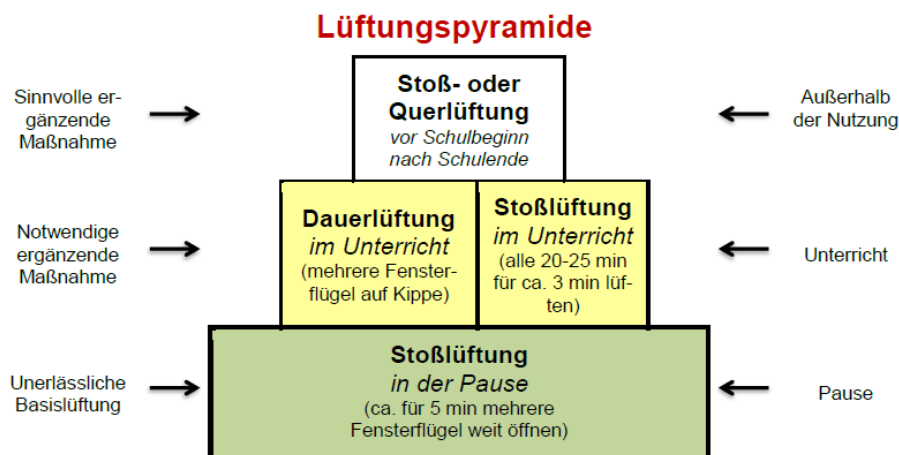 Lüftungspyramide
Sinnvolle er-
gänzende
Maßnahme
Stoß- oder
Querlüftung
vor Schulbeginn
nach Schulende
Außerhalb
der Nutzung
Notwendige
ergänzende
Maßnahme
Dauerlüftung
im Unterricht
(mehrere Fenster-
flügel auf Kippe)
Stoßlüftung
im Unterricht
(alle 20-25 min
für ca. 3 min lüf-
ten)
Unterricht
Unerlässliche
Basislüftung
Stoßlüftung
in der Pause
(ca. für 5 min mehrere
Fensterflügel weit öffnen)
Pause